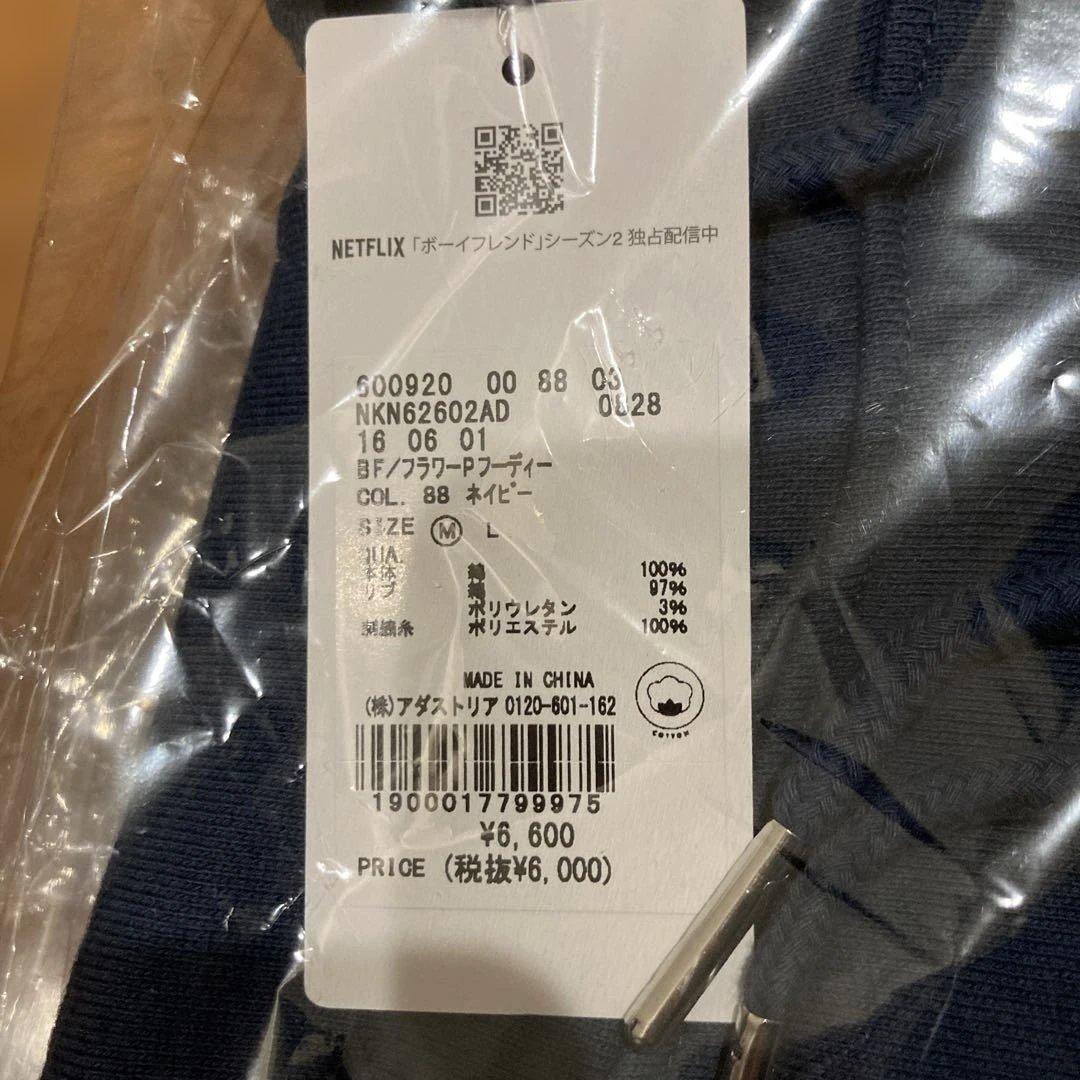 NETFLIX「ボーイフレンド」シーズン2 独占配信中
600920 00 88 03
NKN62602AD 0828
16 06 01
BF/フラワーPフーディー
COL. 88 ネイビー
SIZE Ⓜ L
QUA.
本体 綿 100%
リブ 綿 97%
ポリウレタン 3%
刺繍糸 ポリエステル 100%
MADE IN CHINA
(株)アダストリア 0120-601-162
COTTON
1900017799975
¥6,600
PRICE (税抜¥6,000)